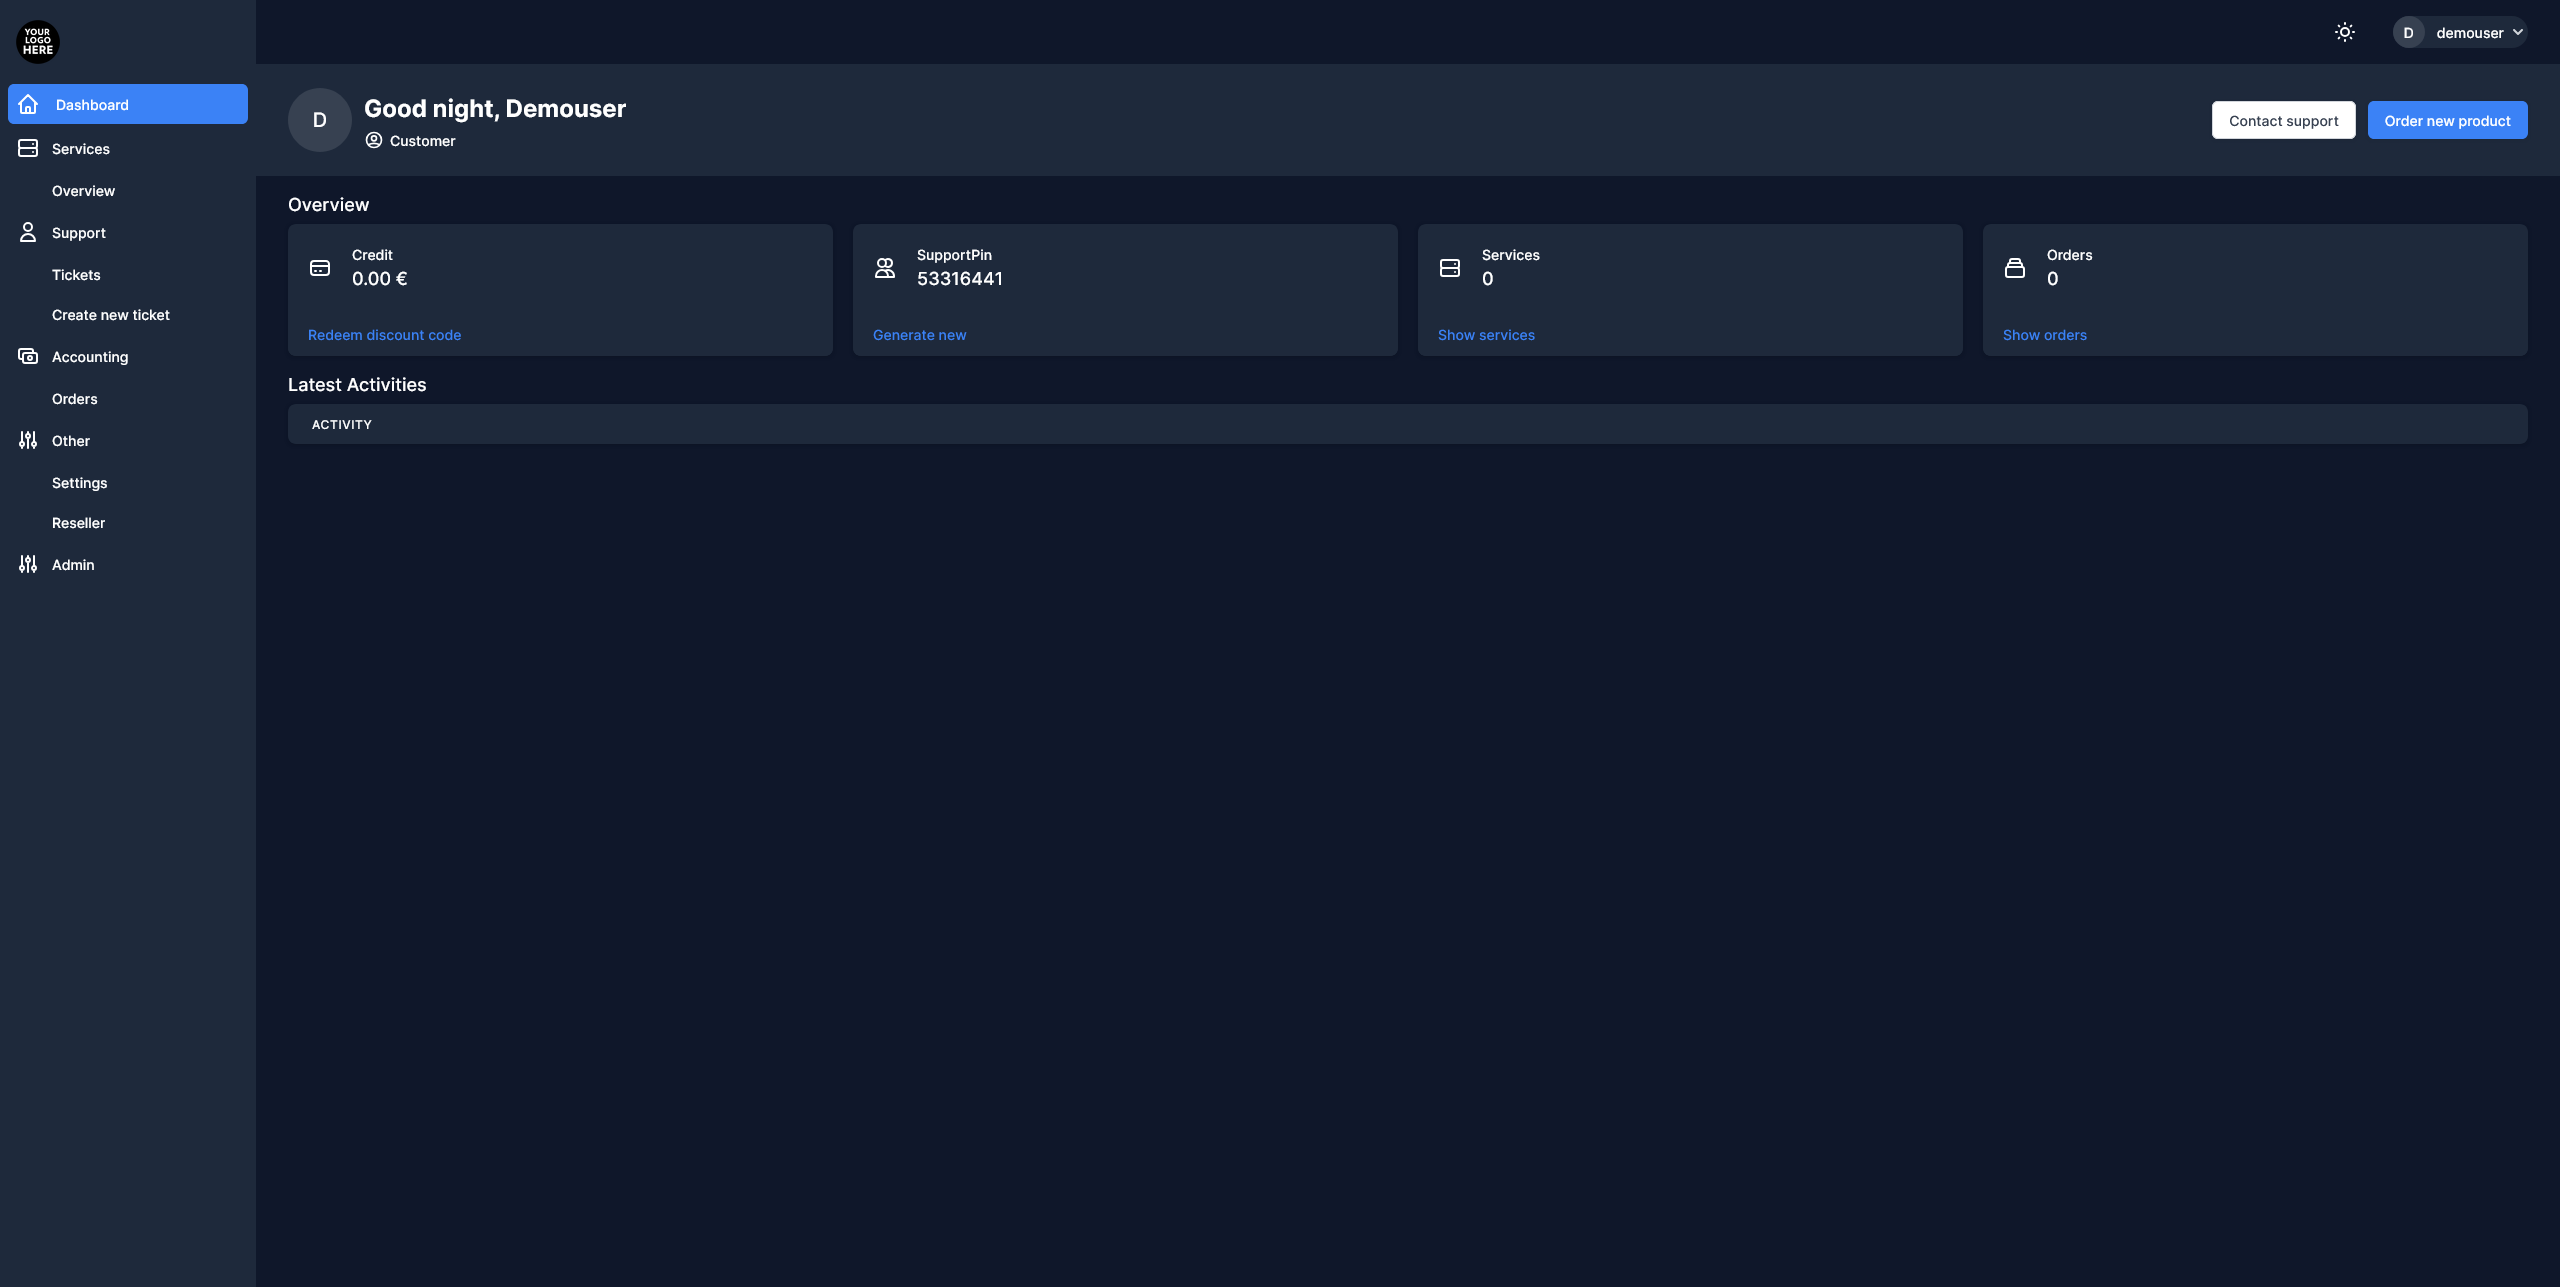 YOUR
LOGO
HERE
Dashboard
Services
Overview
Support
Tickets
Create new ticket
Accounting
Orders
Other
Settings
Reseller
Admin
D demouser
D
Good night, Demouser
Customer
Contact support
Order new product
Overview
Credit
0.00 €
Redeem discount code
SupportPin
53316441
Generate new
Services
0
Show services
Orders
0
Show orders
Latest Activities
ACTIVITY